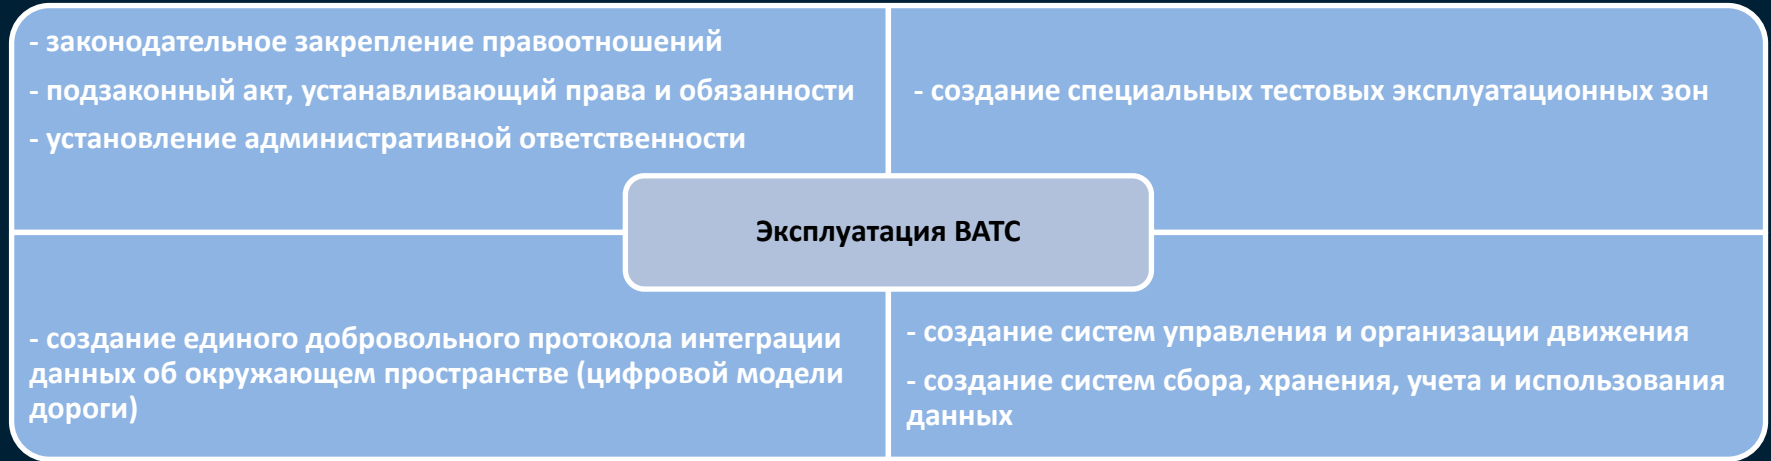 - законодательное закрепление правоотношений
- подзаконный акт, устанавливающий права и обязанности
- установление административной ответственности
- создание специальных тестовых эксплуатационных зон
Эксплуатация ВАТС
- создание единого добровольного протокола интеграции
данных об окружающем пространстве (цифровой модели
дороги)
- создание систем управления и организации движения
- создание систем сбора, хранения, учета и использования
данных